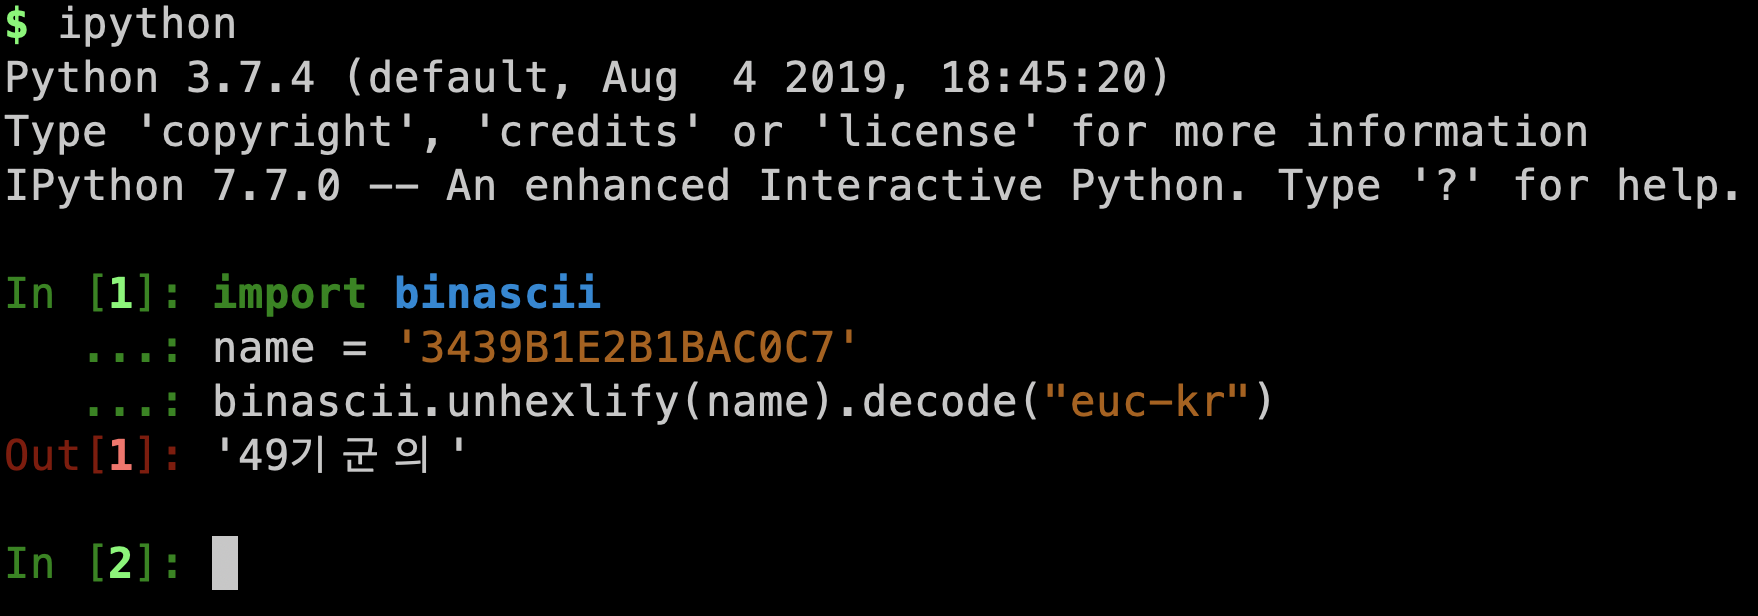 $ ipython
Python 3.7.4 (default, Aug  4 2019, 18:45:20)
Type 'copyright', 'credits' or 'license' for more information
IPython 7.7.0 -- An enhanced Interactive Python. Type '?' for help.
In [1]: import binascii
   ...: name = '3439B1E2B1BAC0C7'
   ...: binascii.unhexlify(name).decode("euc-kr")
Out[1]: '49기군의'
In [2]: